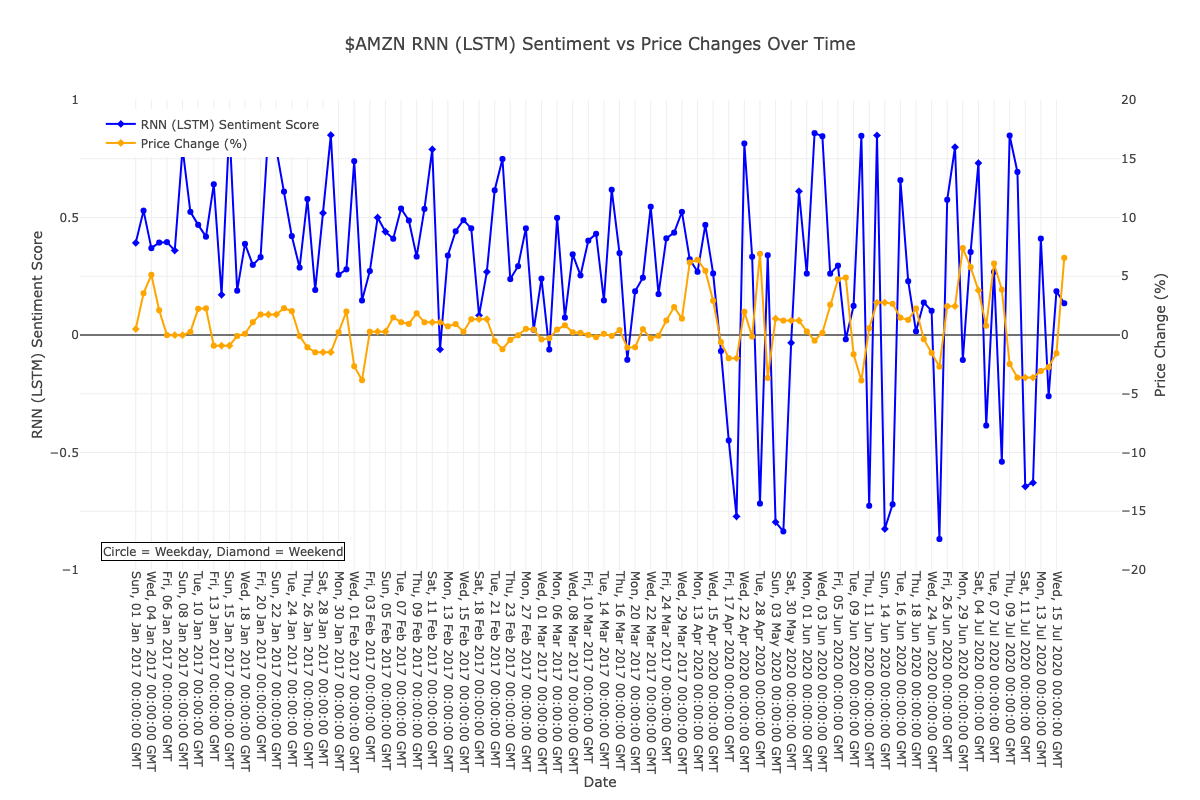 $AMZN RNN (LSTM) Sentiment vs Price Changes Over Time
1
20
RNN (LSTM) Sentiment Score
Price Change (%)
15
0.5
10
5
0
0
−5
−0.5
−10
−15
−1
−20
RNN (LSTM) Sentiment Score
Price Change (%)
Circle = Weekday, Diamond = Weekend
Sun, 01 Jan 2017 00:00:00 GMT
Wed, 04 Jan 2017 00:00:00 GMT
Fri, 06 Jan 2017 00:00:00 GMT
Sun, 08 Jan 2017 00:00:00 GMT
Tue, 10 Jan 2017 00:00:00 GMT
Fri, 13 Jan 2017 00:00:00 GMT
Sun, 15 Jan 2017 00:00:00 GMT
Wed, 18 Jan 2017 00:00:00 GMT
Fri, 20 Jan 2017 00:00:00 GMT
Sun, 22 Jan 2017 00:00:00 GMT
Tue, 24 Jan 2017 00:00:00 GMT
Thu, 26 Jan 2017 00:00:00 GMT
Sat, 28 Jan 2017 00:00:00 GMT
Mon, 30 Jan 2017 00:00:00 GMT
Wed, 01 Feb 2017 00:00:00 GMT
Fri, 03 Feb 2017 00:00:00 GMT
Sun, 05 Feb 2017 00:00:00 GMT
Tue, 07 Feb 2017 00:00:00 GMT
Thu, 09 Feb 2017 00:00:00 GMT
Sat, 11 Feb 2017 00:00:00 GMT
Mon, 13 Feb 2017 00:00:00 GMT
Wed, 15 Feb 2017 00:00:00 GMT
Sat, 18 Feb 2017 00:00:00 GMT
Tue, 21 Feb 2017 00:00:00 GMT
Thu, 23 Feb 2017 00:00:00 GMT
Mon, 27 Feb 2017 00:00:00 GMT
Wed, 01 Mar 2017 00:00:00 GMT
Mon, 06 Mar 2017 00:00:00 GMT
Wed, 08 Mar 2017 00:00:00 GMT
Fri, 10 Mar 2017 00:00:00 GMT
Tue, 14 Mar 2017 00:00:00 GMT
Thu, 16 Mar 2017 00:00:00 GMT
Mon, 20 Mar 2017 00:00:00 GMT
Wed, 22 Mar 2017 00:00:00 GMT
Fri, 24 Mar 2017 00:00:00 GMT
Wed, 29 Mar 2017 00:00:00 GMT
Mon, 13 Apr 2020 00:00:00 GMT
Wed, 15 Apr 2020 00:00:00 GMT
Fri, 17 Apr 2020 00:00:00 GMT
Wed, 22 Apr 2020 00:00:00 GMT
Tue, 28 Apr 2020 00:00:00 GMT
Sun, 03 May 2020 00:00:00 GMT
Sat, 30 May 2020 00:00:00 GMT
Mon, 01 Jun 2020 00:00:00 GMT
Wed, 03 Jun 2020 00:00:00 GMT
Fri, 05 Jun 2020 00:00:00 GMT
Tue, 09 Jun 2020 00:00:00 GMT
Thu, 11 Jun 2020 00:00:00 GMT
Sun, 14 Jun 2020 00:00:00 GMT
Tue, 16 Jun 2020 00:00:00 GMT
Thu, 18 Jun 2020 00:00:00 GMT
Wed, 24 Jun 2020 00:00:00 GMT
Fri, 26 Jun 2020 00:00:00 GMT
Mon, 29 Jun 2020 00:00:00 GMT
Sat, 04 Jul 2020 00:00:00 GMT
Tue, 07 Jul 2020 00:00:00 GMT
Thu, 09 Jul 2020 00:00:00 GMT
Sat, 11 Jul 2020 00:00:00 GMT
Mon, 13 Jul 2020 00:00:00 GMT
Wed, 15 Jul 2020 00:00:00 GMT
Date